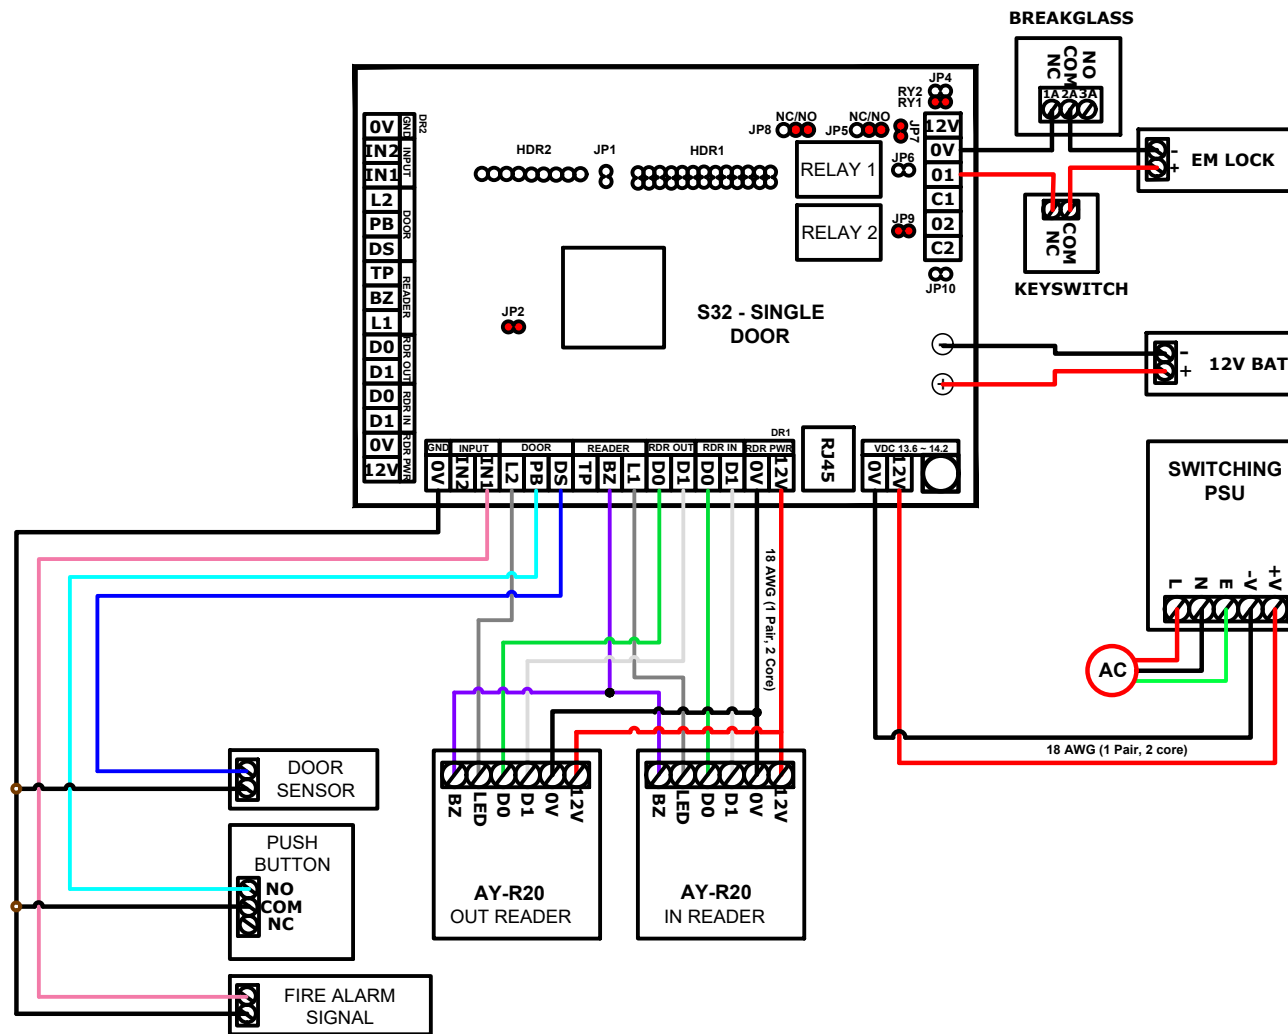 BREAKGLASS
NC
COM
NO
1A 2A 3A
JP4
RY2
RY1
NC/NO
JP8
NC/NO
JP5
JP7
12V
0V
01
C1
02
C2
HDR2
JP1
HDR1
RELAY 1
JP6
RELAY 2
JP9
JP10
- EM LOCK
+
NC
COM
KEYSWITCH
DR2
0V GND
IN2 INPUT
IN1
L2 DOOR
PB
DS
TP READER
BZ
L1
D0 RDR OUT
D1
D0 RDR IN
D1
0V RDR PWR
12V
JP2
S32 - SINGLE
DOOR
-
+
- 12V BAT
+
DR1
GND INPUT DOOR READER RDR OUT RDR IN RDR PWR
0V IN2 IN1 L2 PB DS TP BZ L1 D0 D1 D0 D1 0V 12V
RJ45
VDC 13.6 ~ 14.2
0V 12V
SWITCHING
PSU
L N E -V +V
AC
18 AWG (1 Pair, 2 Core)
18 AWG (1 Pair, 2 core)
DOOR
SENSOR
PUSH
BUTTON
NO
COM
NC
FIRE ALARM
SIGNAL
BZ LED D0 D1 0V 12V
AY-R20
OUT READER
BZ LED D0 D1 0V 12V
AY-R20
IN READER